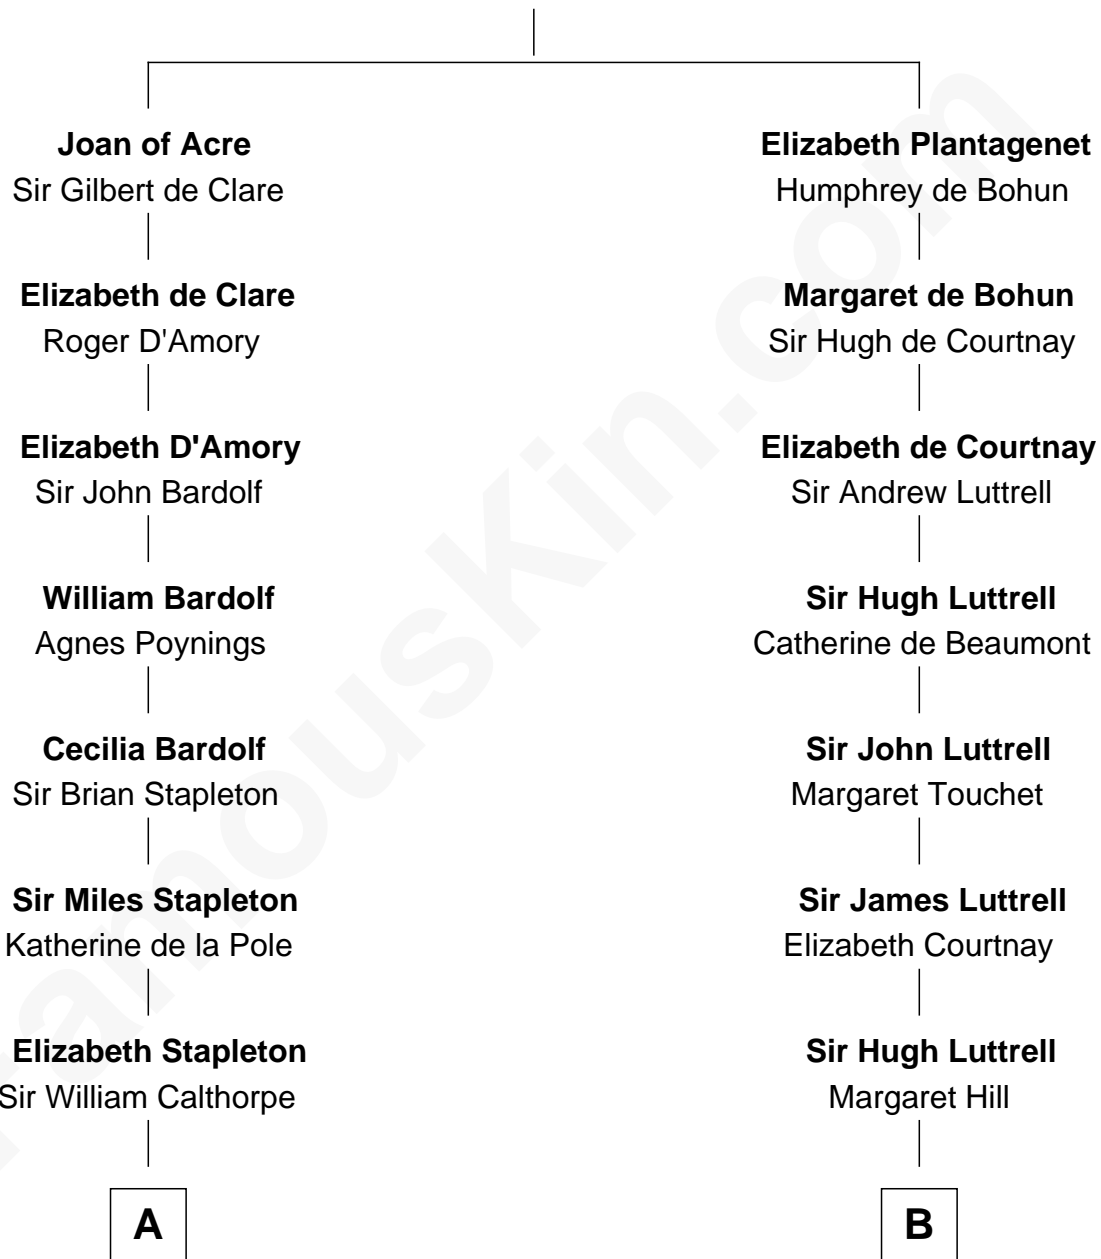 Joan of Acre
Sir Gilbert de Clare
Elizabeth de Clare
Roger D'Amory
Elizabeth D'Amory
Sir John Bardolf
William Bardolf
Agnes Poynings
Cecilia Bardolf
Sir Brian Stapleton
Sir Miles Stapleton
Katherine de la Pole
Elizabeth Stapleton
Sir William Calthorpe
A
Elizabeth Plantagenet
Humphrey de Bohun
Margaret de Bohun
Sir Hugh de Courtnay
Elizabeth de Courtnay
Sir Andrew Luttrell
Sir Hugh Luttrell
Catherine de Beaumont
Sir John Luttrell
Margaret Touchet
Sir James Luttrell
Elizabeth Courtnay
Sir Hugh Luttrell
Margaret Hill
B
FamousKin.com